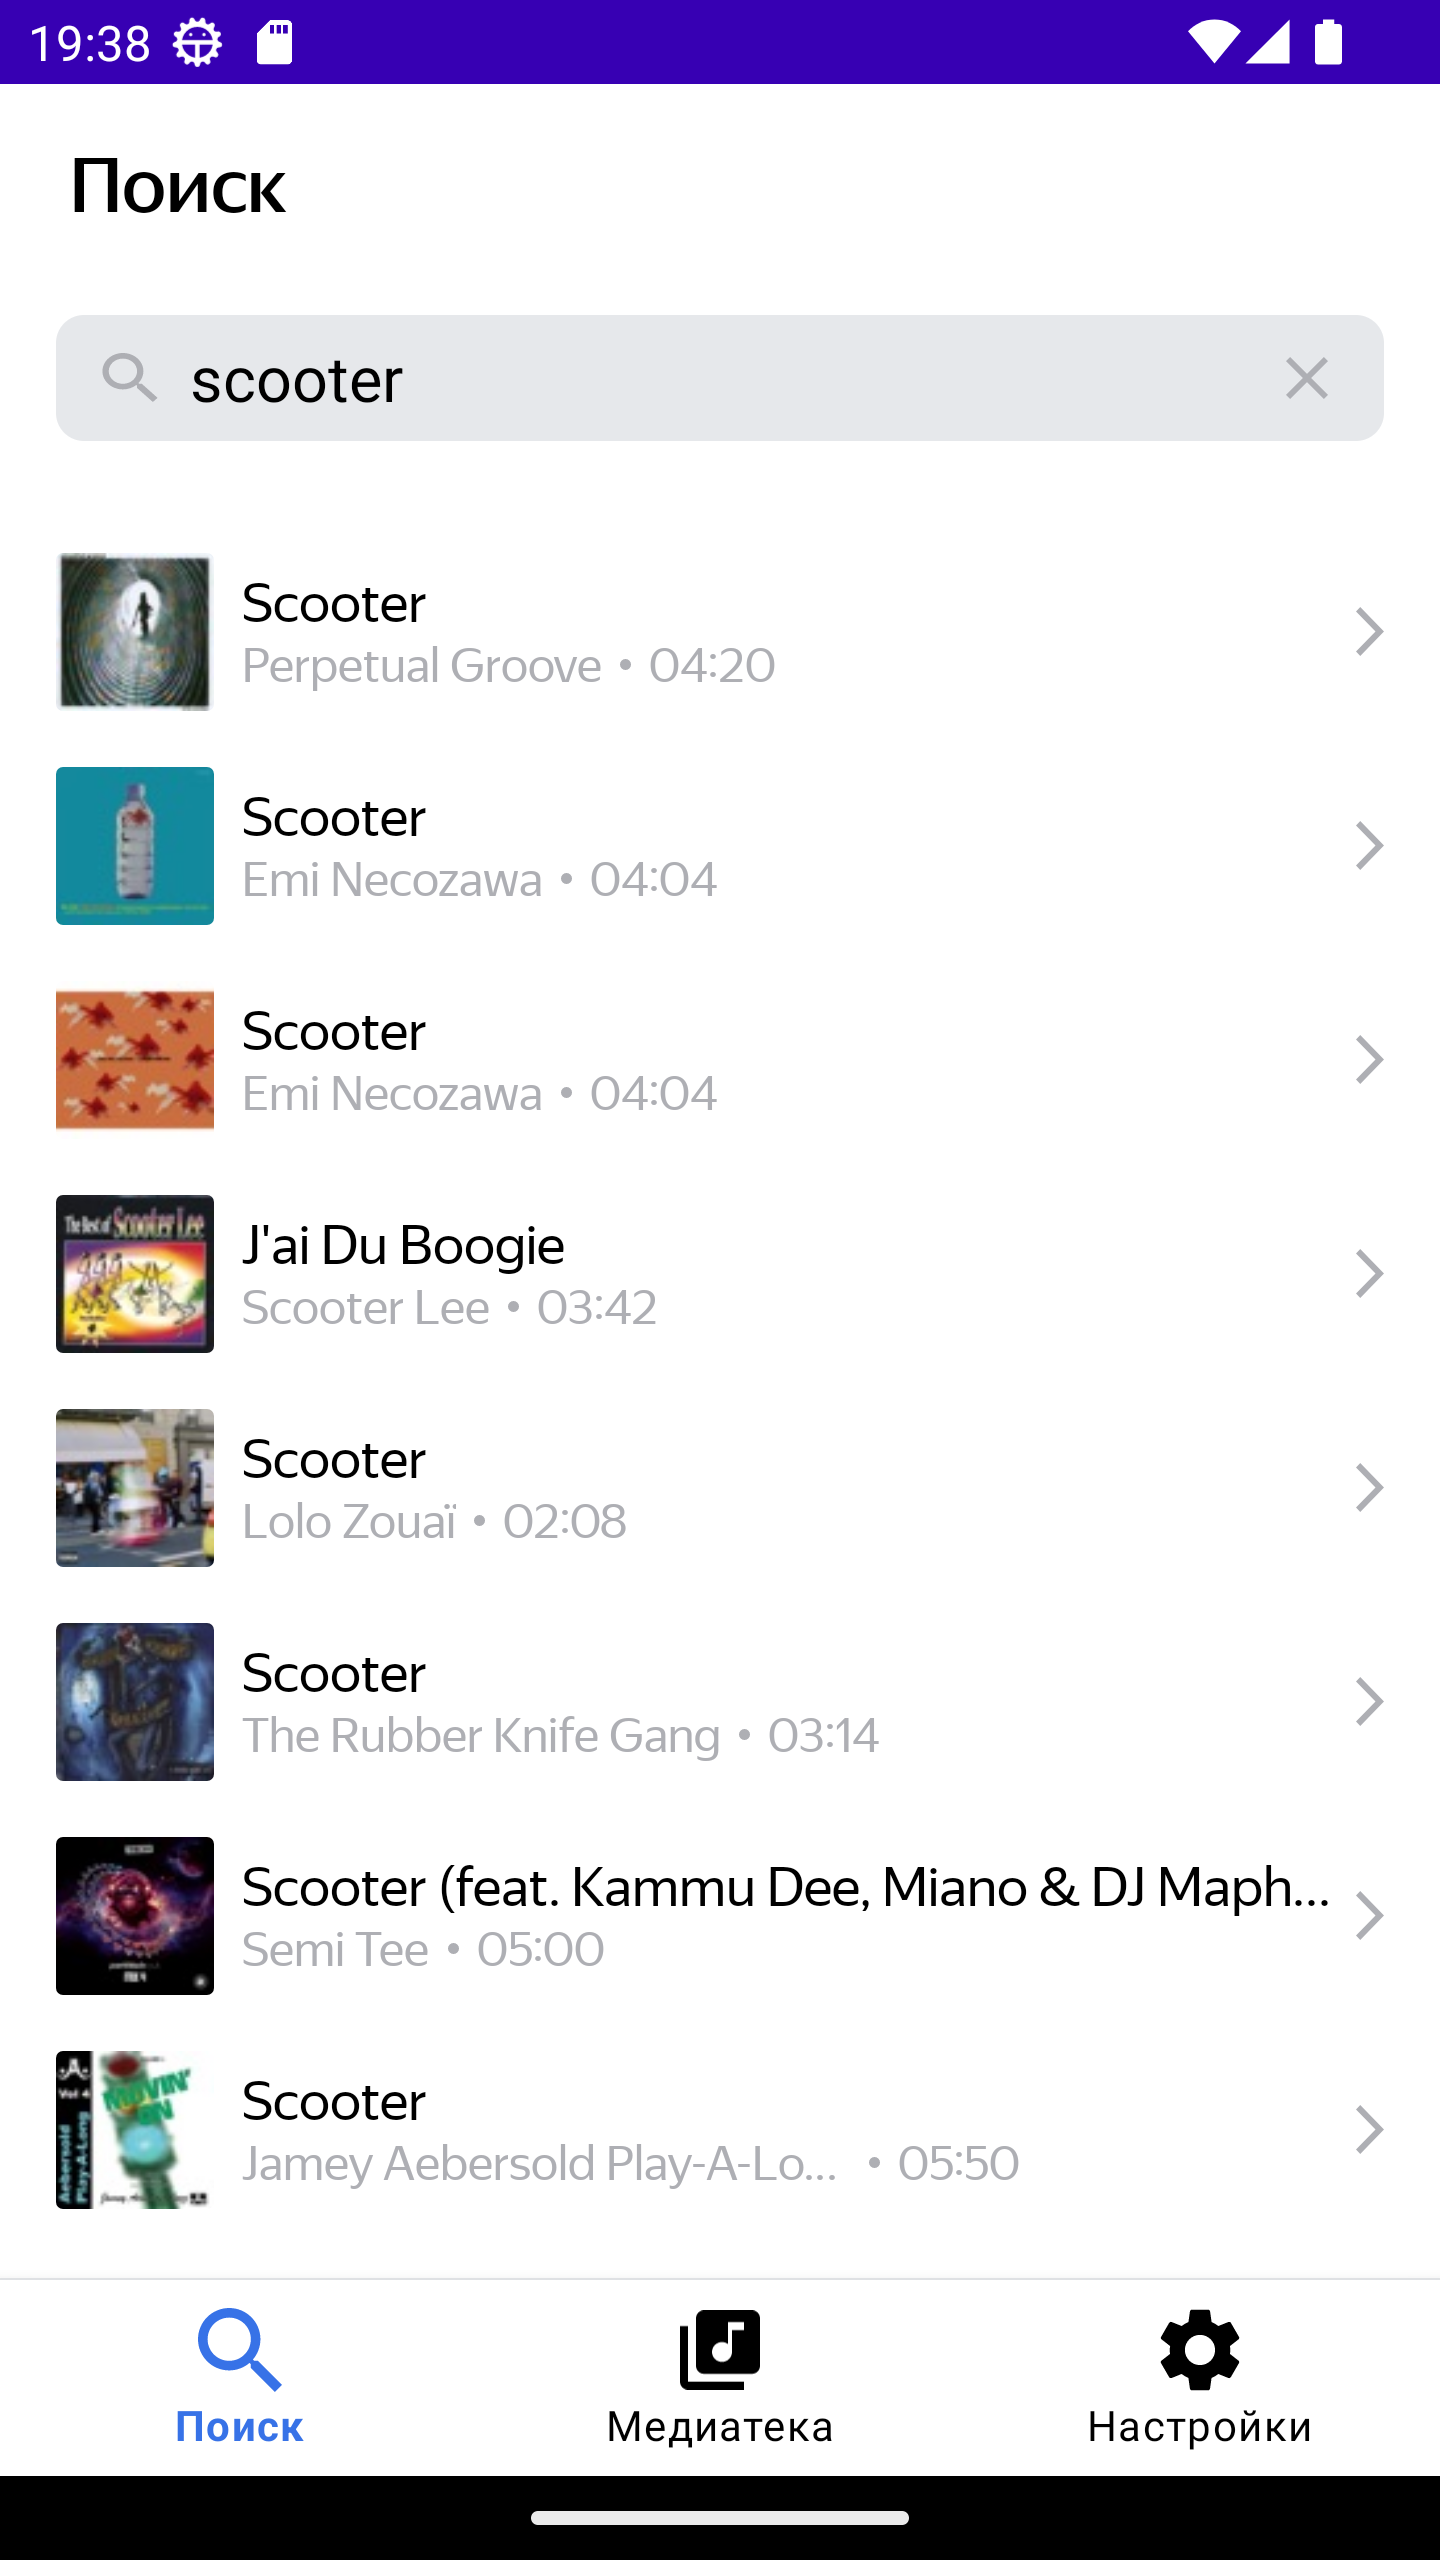 19:38
Поиск
scooter
Scooter
Perpetual Groove • 04:20
Scooter
Emi Necozawa • 04:04
Scooter
Emi Necozawa • 04:04
The Best of Scooter Lee
J'ai Du Boogie
Scooter Lee • 03:42
Scooter
Lolo Zouaï • 02:08
Scooter
The Rubber Knife Gang • 03:14
Scooter (feat. Kammu Dee, Miano & DJ Maph...
Semi Tee • 05:00
Vol 4
Aebersold
Play-A-Long
MOVIN'
ON
Scooter
Jamey Aebersold Play-A-Lo... • 05:50
Поиск
Медиатека
Настройки